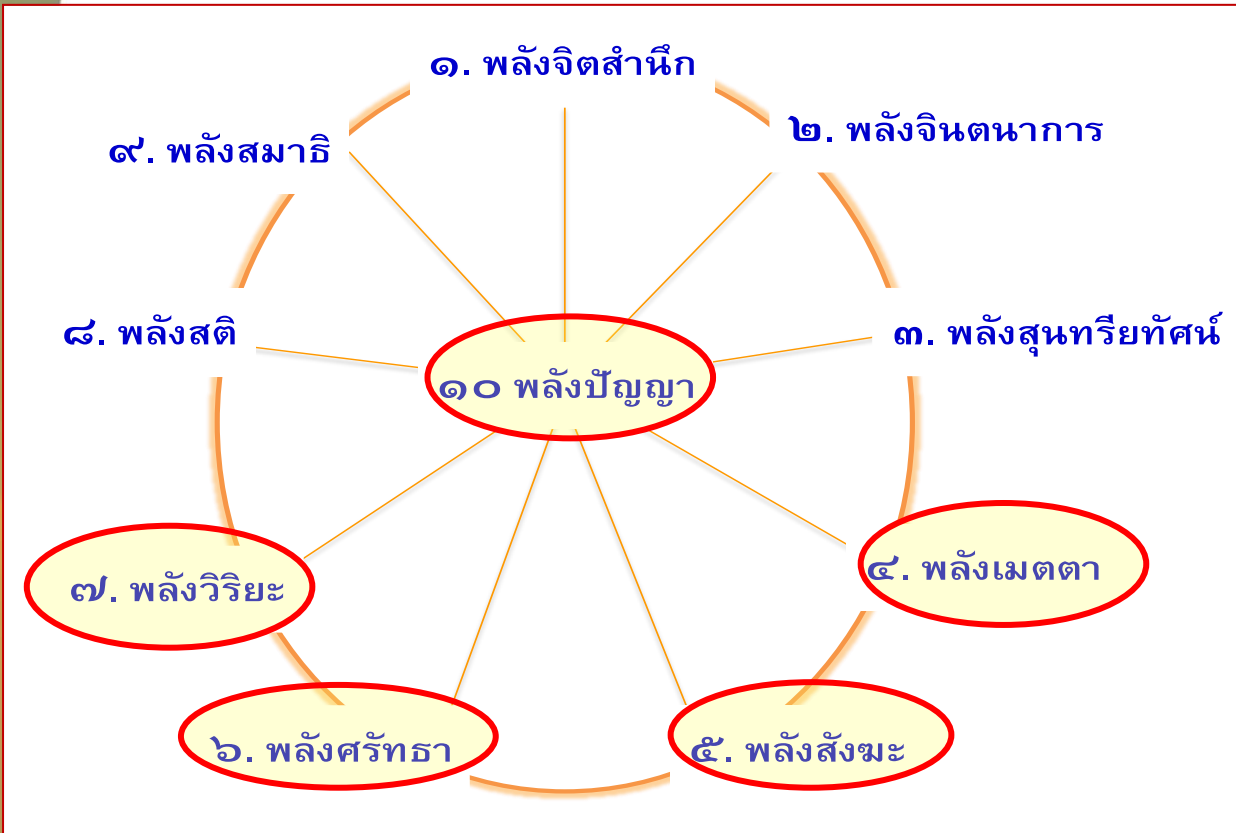 ๑. พลังจิตสำนึก
๒. พลังจินตนาการ
๓. พลังสุนทรียทัศน์
๔. พลังเมตตา
๕. พลังสังฆะ
๖. พลังศรัทธา
๗. พลังวิริยะ
๘. พลังสติ
๙. พลังสมาธิ
๑๐ พลังปัญญา